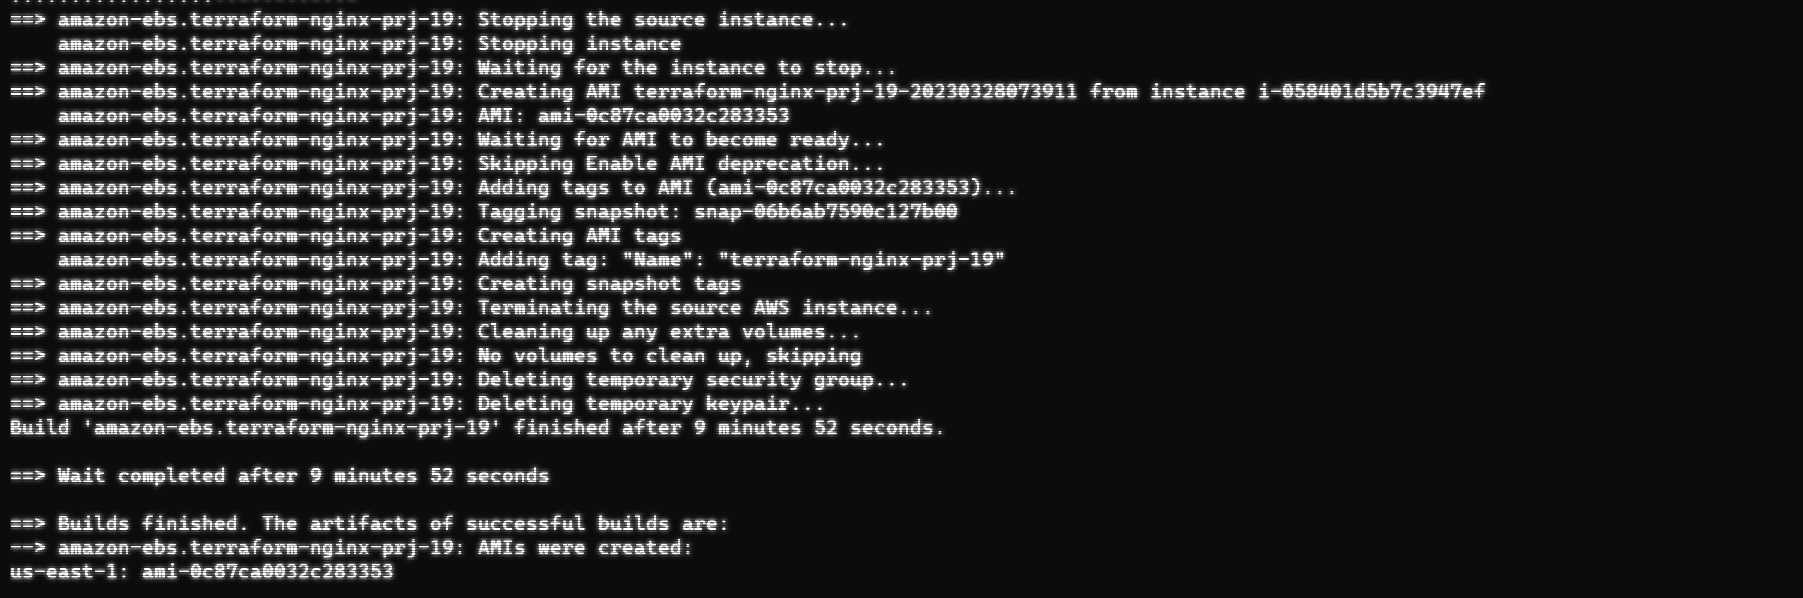 ==> amazon-ebs.terraform-nginx-prj-19: Stopping the source instance...
    amazon-ebs.terraform-nginx-prj-19: Stopping instance
==> amazon-ebs.terraform-nginx-prj-19: Waiting for the instance to stop...
==> amazon-ebs.terraform-nginx-prj-19: Creating AMI terraform-nginx-prj-19-20230328073911 from instance i-058401d5b7c3947ef
    amazon-ebs.terraform-nginx-prj-19: AMI: ami-0c87ca0032c283353
==> amazon-ebs.terraform-nginx-prj-19: Waiting for AMI to become ready...
==> amazon-ebs.terraform-nginx-prj-19: Skipping Enable AMI deprecation...
==> amazon-ebs.terraform-nginx-prj-19: Adding tags to AMI (ami-0c87ca0032c283353)...
==> amazon-ebs.terraform-nginx-prj-19: Tagging snapshot: snap-06b6ab7590c127b00
==> amazon-ebs.terraform-nginx-prj-19: Creating AMI tags
    amazon-ebs.terraform-nginx-prj-19: Adding tag: "Name": "terraform-nginx-prj-19"
==> amazon-ebs.terraform-nginx-prj-19: Creating snapshot tags
==> amazon-ebs.terraform-nginx-prj-19: Terminating the source AWS instance...
==> amazon-ebs.terraform-nginx-prj-19: Cleaning up any extra volumes...
==> amazon-ebs.terraform-nginx-prj-19: No volumes to clean up, skipping
==> amazon-ebs.terraform-nginx-prj-19: Deleting temporary security group...
==> amazon-ebs.terraform-nginx-prj-19: Deleting temporary keypair...
Build 'amazon-ebs.terraform-nginx-prj-19' finished after 9 minutes 52 seconds.

==> Wait completed after 9 minutes 52 seconds

==> Builds finished. The artifacts of successful builds are:
--> amazon-ebs.terraform-nginx-prj-19: AMIs were created:
us-east-1: ami-0c87ca0032c283353